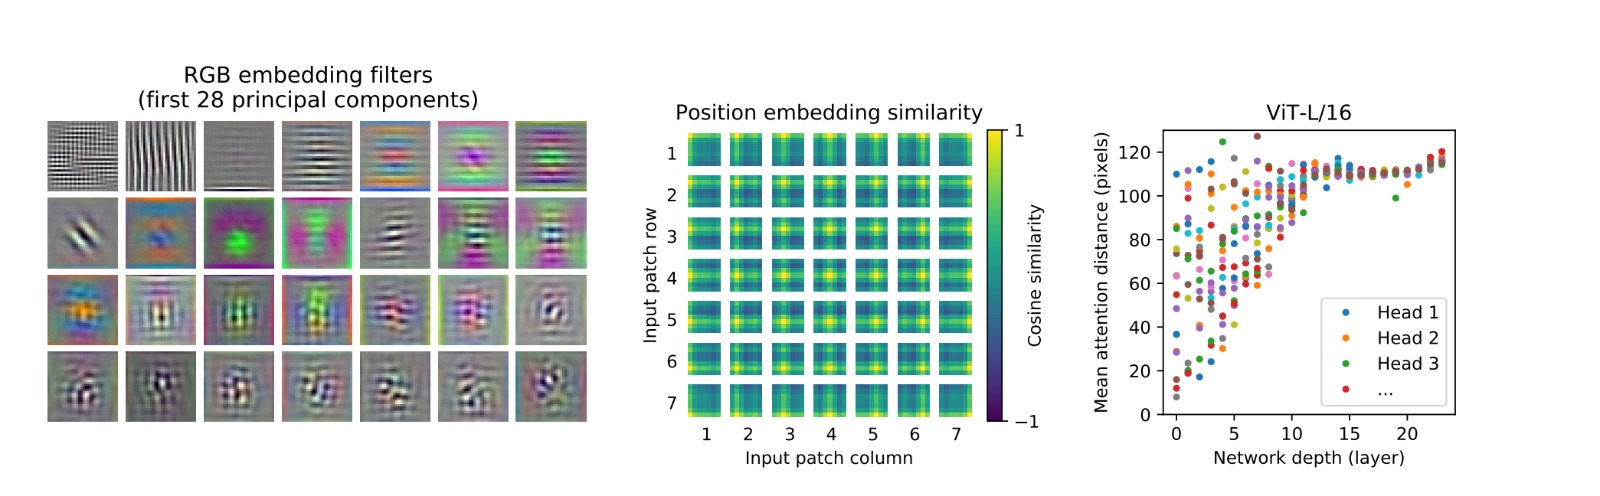 RGB embedding filters
(first 28 principal components)
Position embedding similarity
Input patch row
1
2
3
4
5
6
7
1
2
3
4
5
6
7
Input patch column
1
−1
Cosine similarity
ViT-L/16
Mean attention distance (pixels)
120
100
80
60
40
20
0
0
5
10
15
20
Network depth (layer)
Head 1
Head 2
Head 3
...